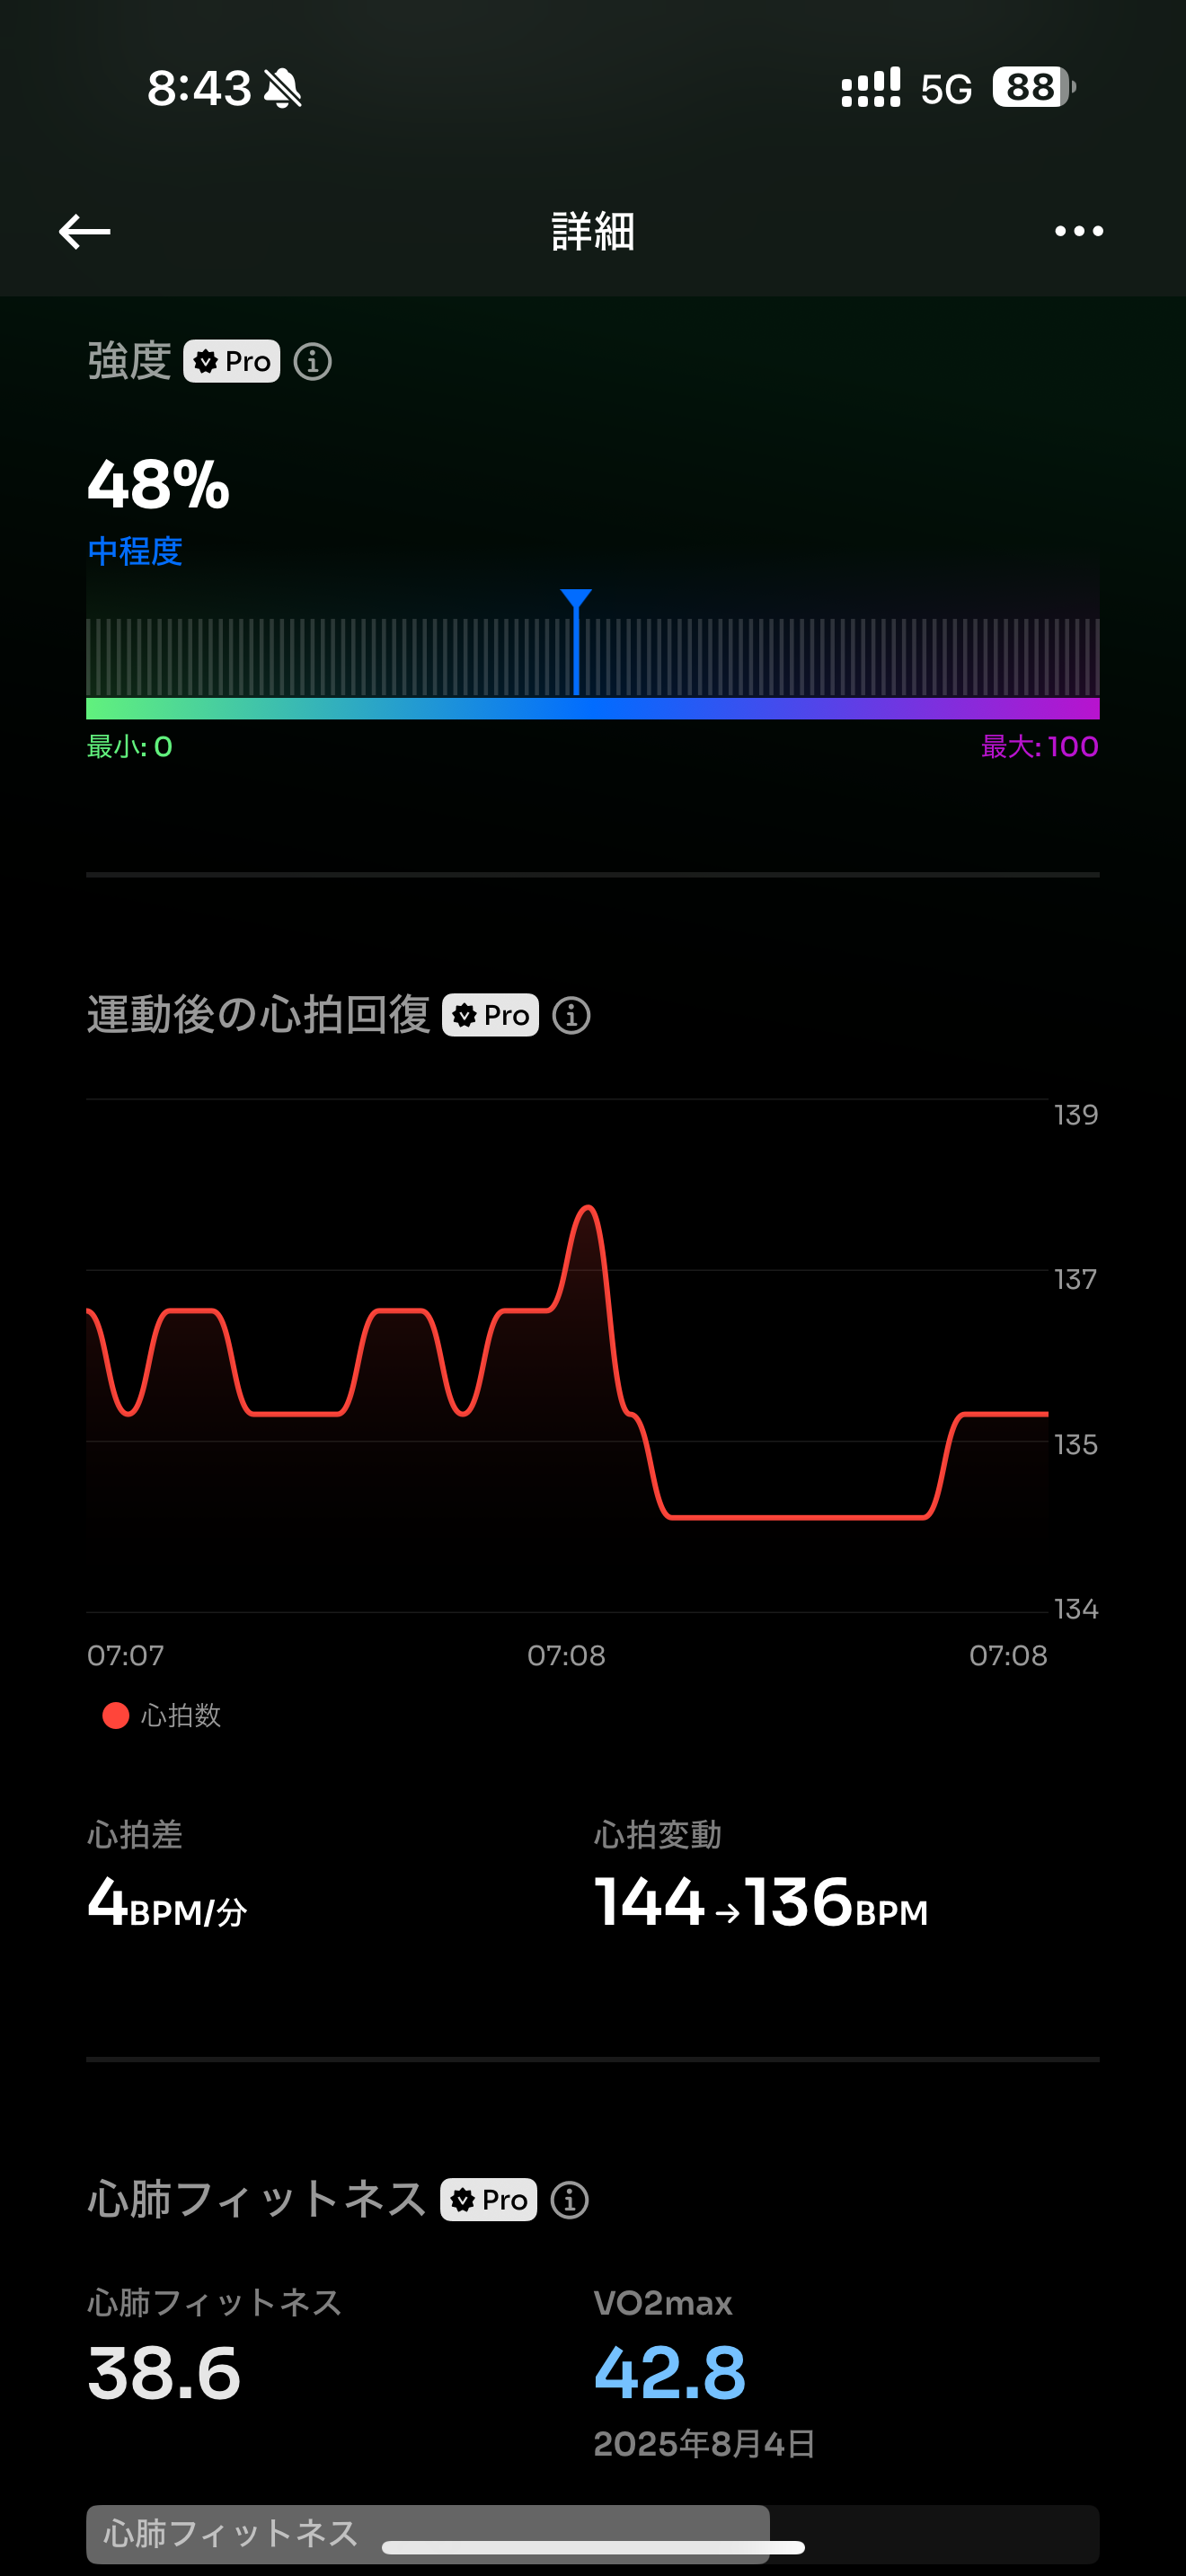 8:43 5G 88
詳細
強度 Pro
48%
中程度
最小: 0 最大: 100
運動後の心拍回復 Pro
139
137
135
134
07:07 07:08 07:08
心拍数
心拍差 心拍変動
4BPM/分 144→136BPM
心肺フィットネス Pro
心肺フィットネス VO2max
38.6 42.8
2025年8月4日
心肺フィットネス